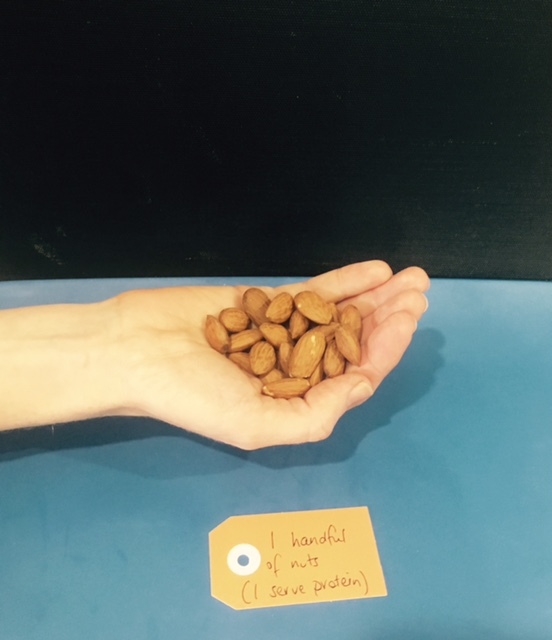 1 handful
of nuts
(1 serve protein)